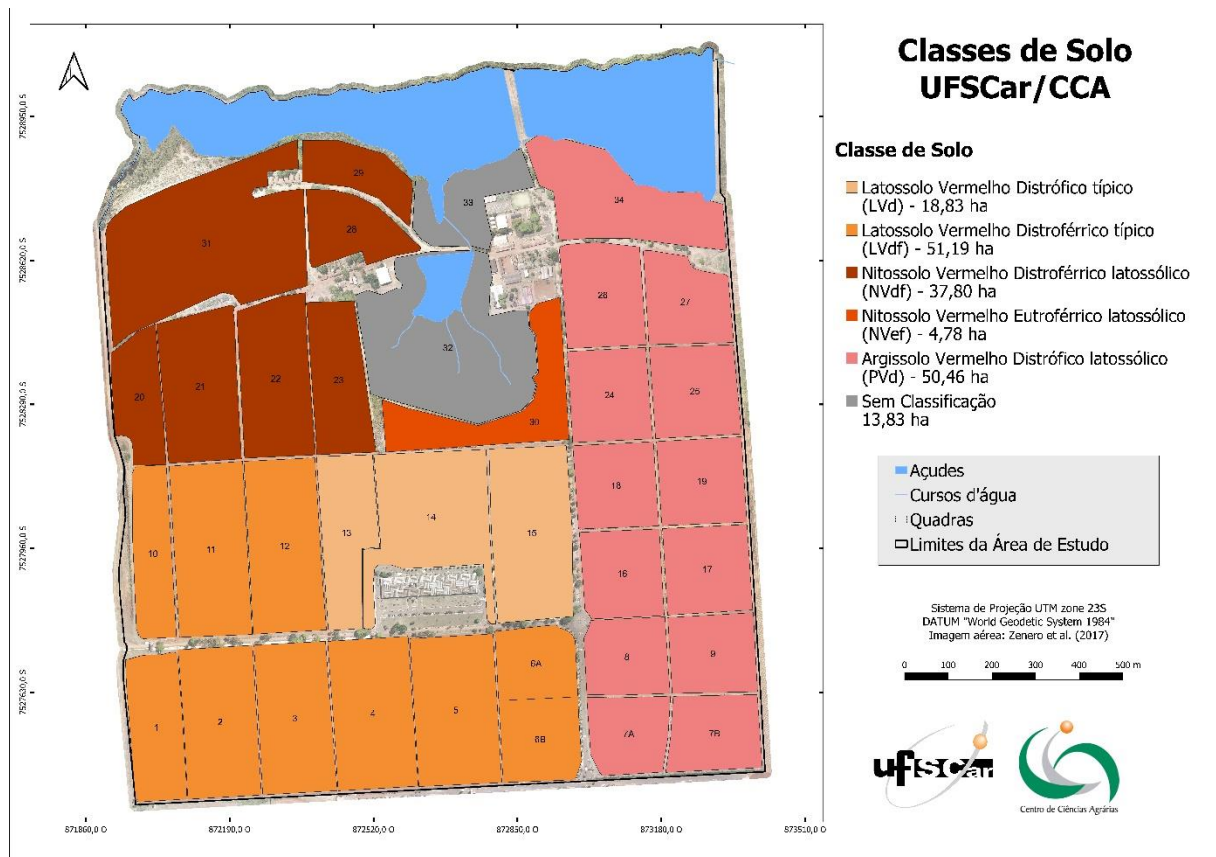 Classes de Solo
UFSCar/CCA
Classe de Solo
Latossolo Vermelho Distrófico típico
(LVd) - 18,83 ha
Latossolo Vermelho Distroférrico típico
(LVdf) - 51,19 ha
Nitossolo Vermelho Distroférrico latossólico
(NVdf) - 37,80 ha
Nitossolo Vermelho Eutroférrico latossólico
(NVef) - 4,78 ha
Argissolo Vermelho Distrófico latossólico
(PVd) - 50,46 ha
Sem Classificação
13,83 ha
Açudes
Cursos d'água
Quadras
Limites da Área de Estudo
Sistema de Projeção UTM zone 23S
DATUM "World Geodetic System 1984"
Imagem aérea: Zenero et al. (2017)
0 100 200 300 400 500 m
ufSCar
Centro de Ciências Agrárias
7528950,0 S
7528620,0 S
7528290,0 S
7527960,0 S
7527630,0 S
29
33
34
31
28
26
27
32
20
21
22
23
24
25
30
18
19
13
14
15
10
11
12
16
17
6A
8
9
1
2
3
4
5
6B
7A
7B
871860,0 O
872190,0 O
872520,0 O
872850,0 O
873180,0 O
873510,0 O